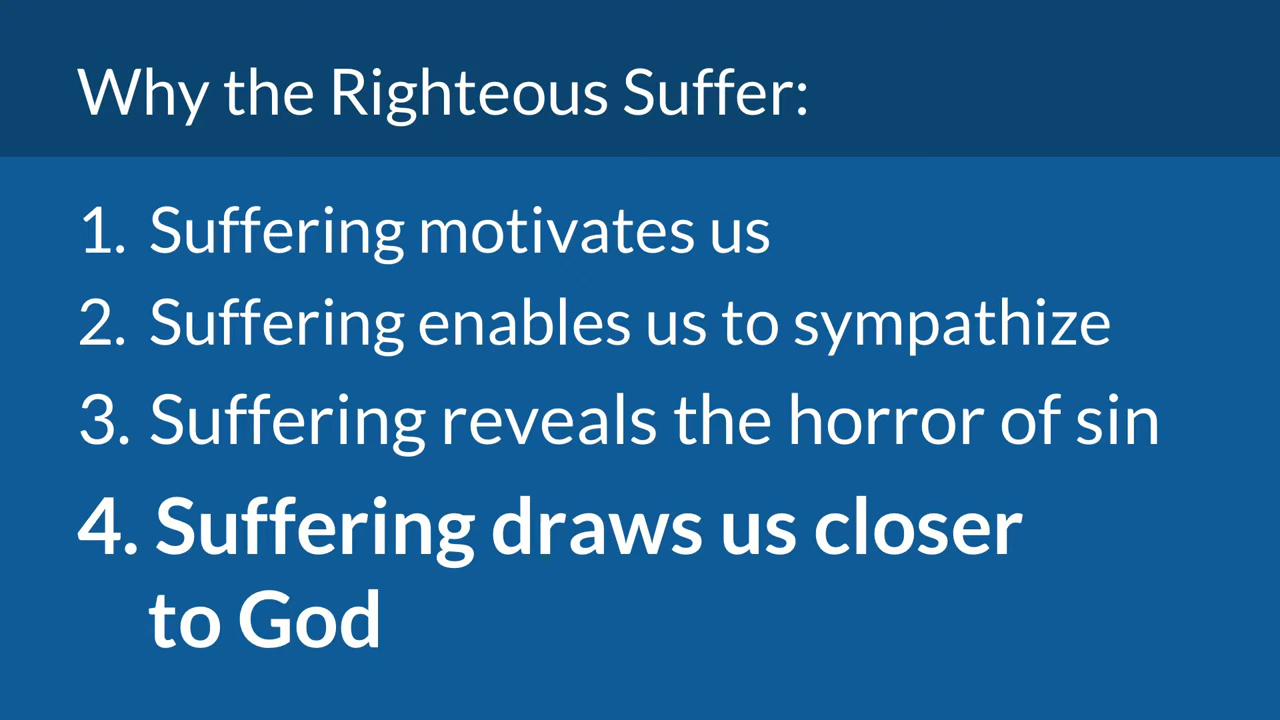 Why the Righteous Suffer:
1. Suffering motivates us
2. Suffering enables us to sympathize
3. Suffering reveals the horror of sin
4. Suffering draws us closer
to God